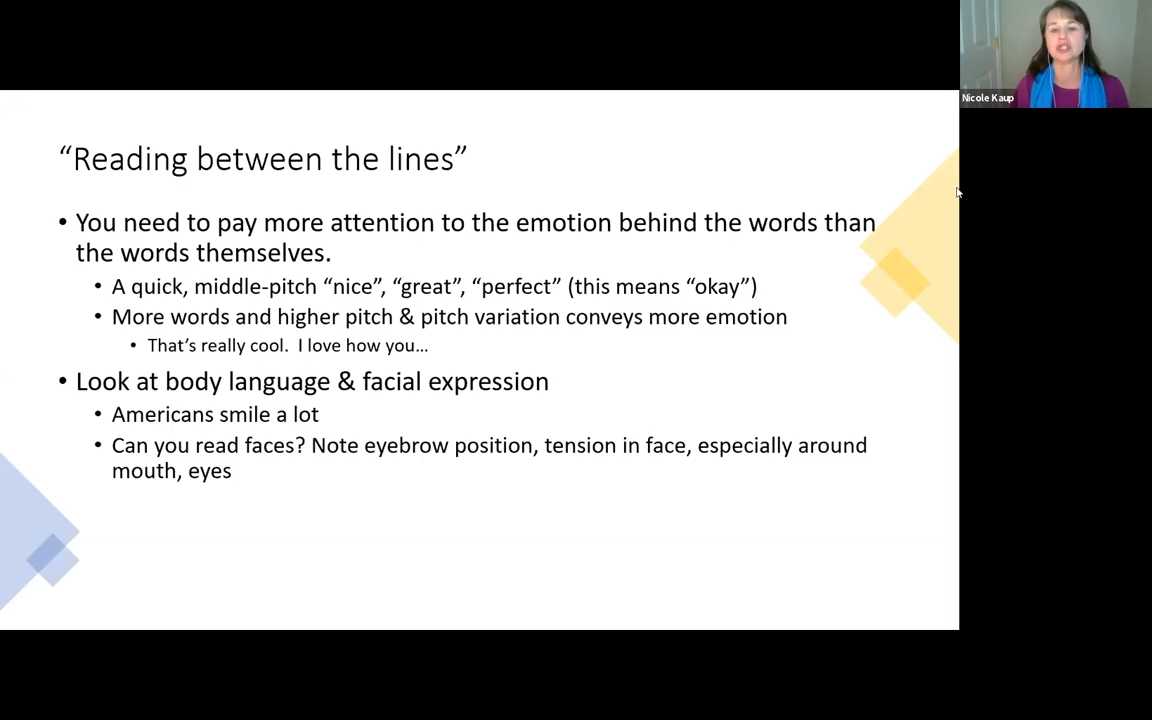 Nicole Kaup
“Reading between the lines”
• You need to pay more attention to the emotion behind the words than
the words themselves.
• A quick, middle-pitch “nice”, “great”, “perfect” (this means “okay”)
• More words and higher pitch & pitch variation conveys more emotion
• That’s really cool.  I love how you…
• Look at body language & facial expression
• Americans smile a lot
• Can you read faces? Note eyebrow position, tension in face, especially around
mouth, eyes